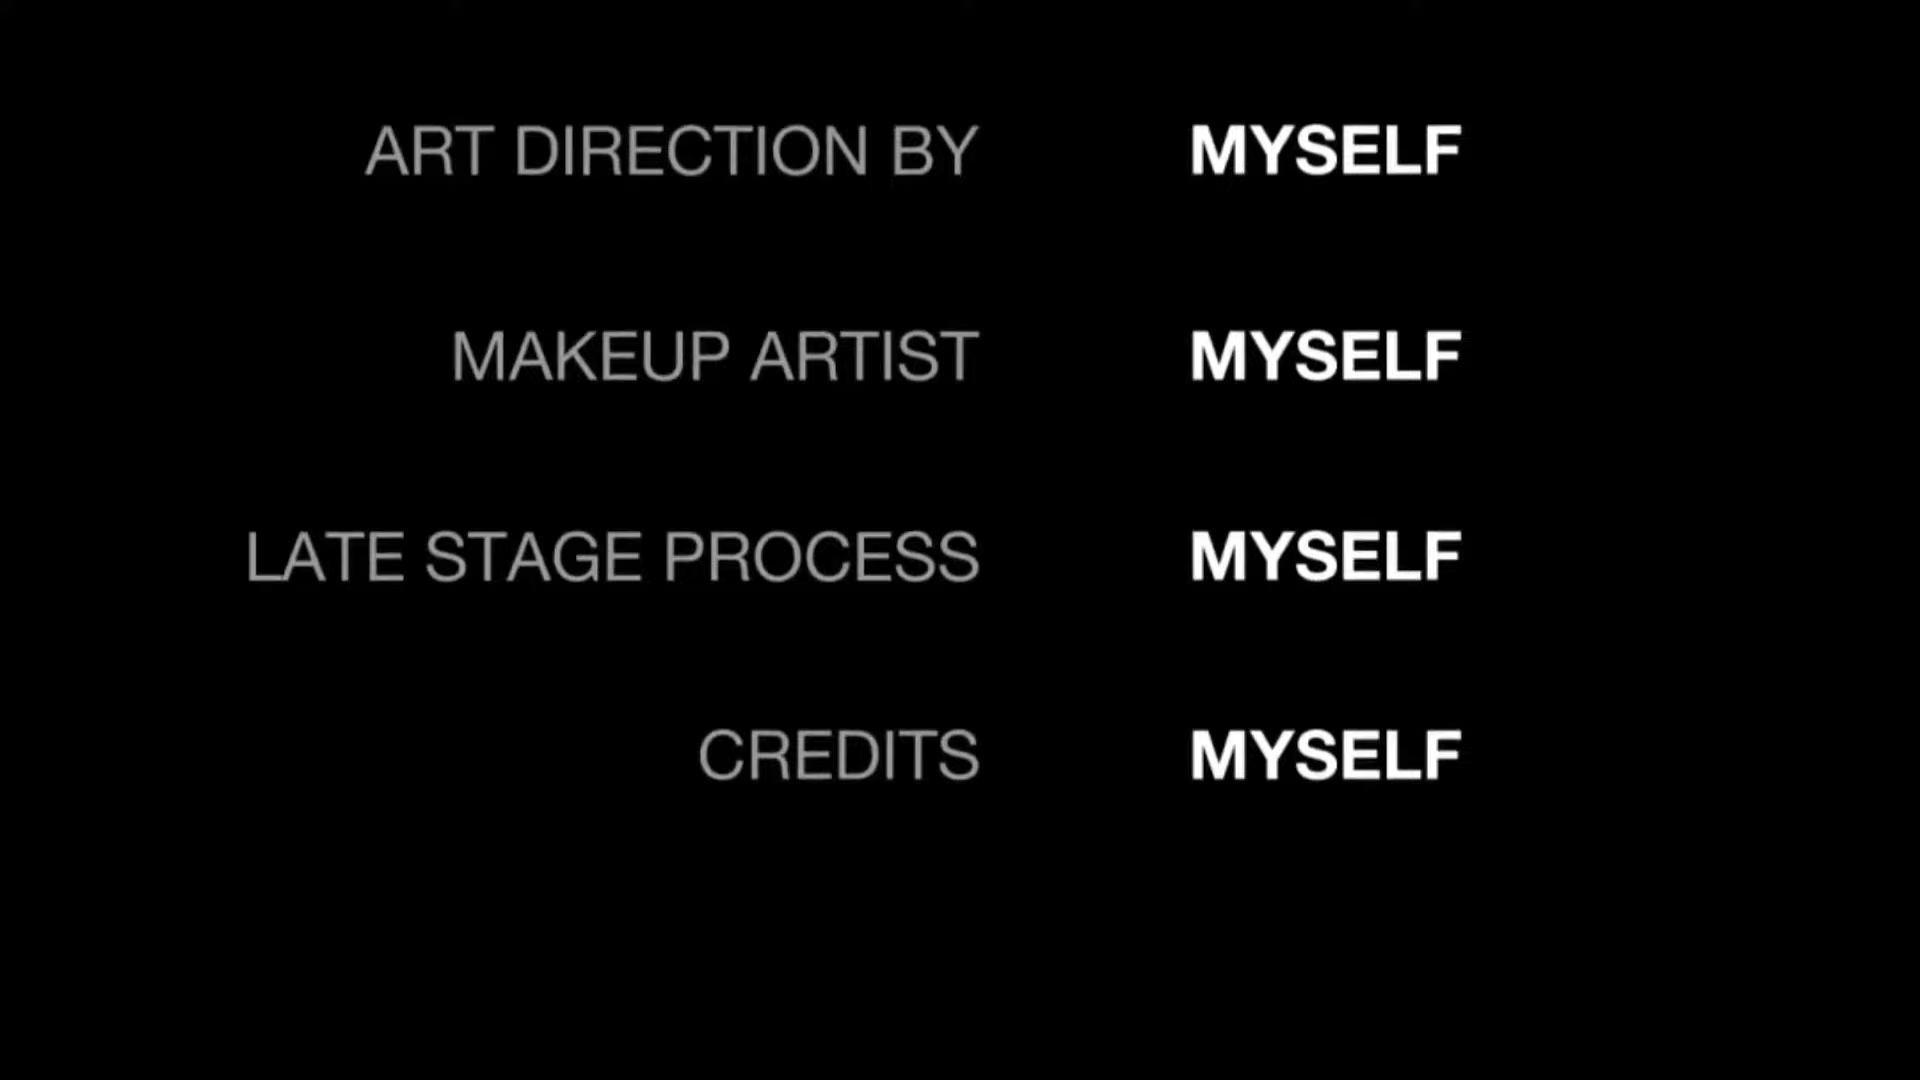 ART DIRECTION BY MYSELF
MAKEUP ARTIST MYSELF
LATE STAGE PROCESS MYSELF
CREDITS MYSELF